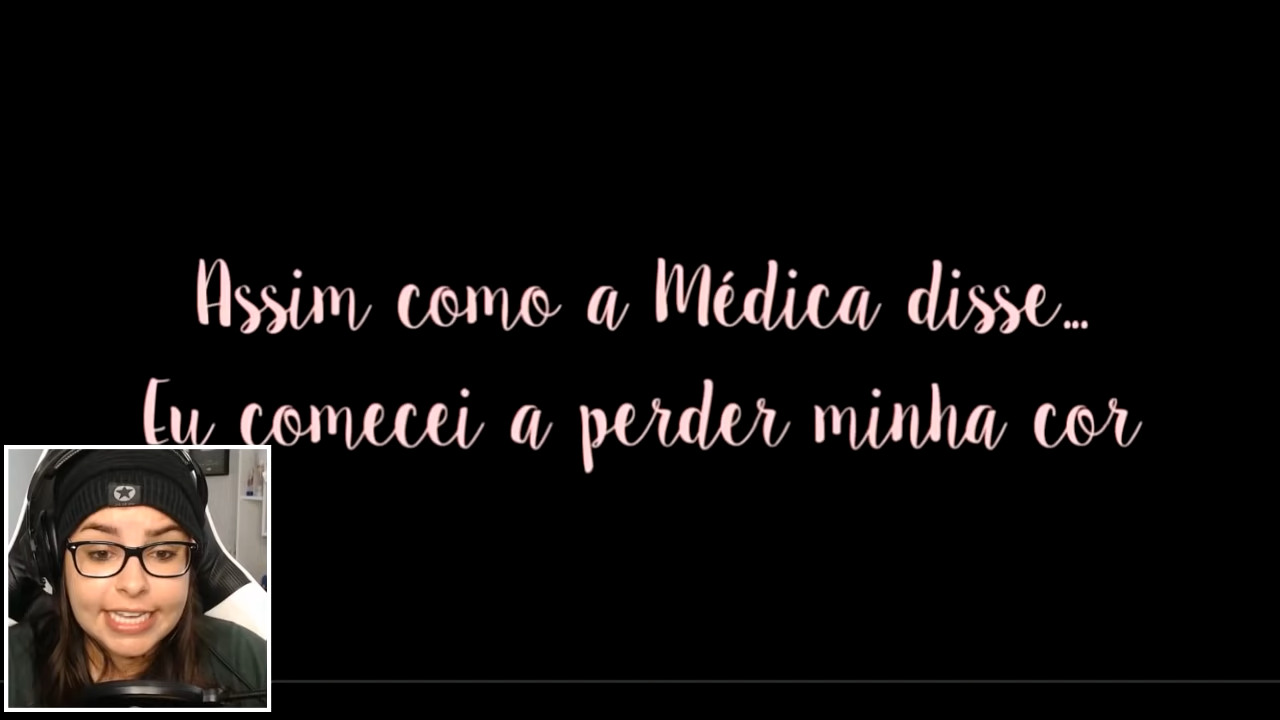 Assim como a Médica disse...
Eu comecei a perder minha cor